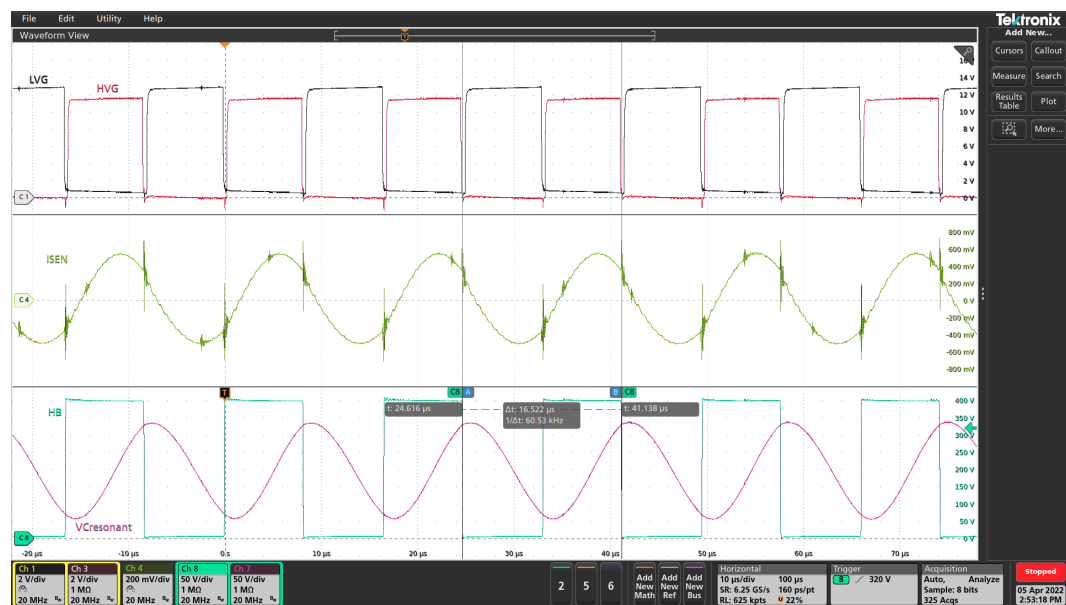 File Edit Utility Help
Tektronix
Waveform View
Add New...
Cursors Callout
Measure Search
Results Table Plot
More...
LVG
HVG
16 V
14 V
12 V
10 V
8 V
6 V
4 V
2 V
0 V
C 1
ISEN
800 mV
600 mV
400 mV
200 mV
0 V
-200 mV
-400 mV
-600 mV
-800 mV
C 4
T
C8 A
B C8
HB
t: 24.616 µs
Δt: 16.522 µs
1/Δt: 60.53 kHz
t: 41.138 µs
400 V
350 V
300 V
250 V
200 V
150 V
100 V
50 V
0 V
VCresonant
C 8
-20 µs -10 µs 0 s 10 µs 20 µs 30 µs 40 µs 50 µs 60 µs 70 µs
Ch 1
2 V/div
20 MHz Bw
Ch 3
2 V/div
1 MΩ
20 MHz Bw
Ch 4
200 mV/div
20 MHz Bw
Ch 8
50 V/div
1 MΩ
20 MHz Bw
Ch 7
50 V/div
1 MΩ
20 MHz Bw
2 5 6
Add New Math
Add New Ref
Add New Bus
Horizontal
10 µs/div 100 µs
SR: 6.25 GS/s 160 ps/pt
RL: 625 kpts 22%
Trigger
8 320 V
Acquisition
Auto, Analyze
Sample: 8 bits
325 Acqs
Stopped
05 Apr 2022
2:53:18 PM